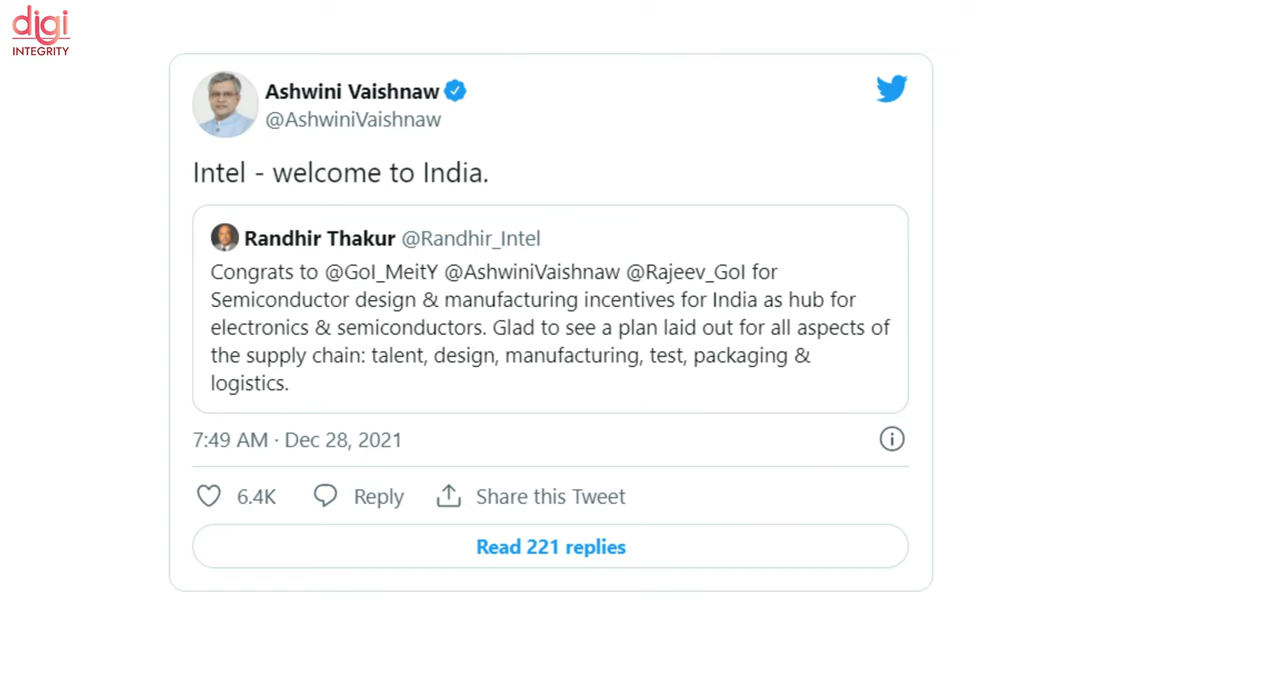 digi
INTEGRITY
Ashwini Vaishnaw
@AshwiniVaishnaw
Intel - welcome to India.
Randhir Thakur @Randhir_Intel
Congrats to @GoI_MeitY @AshwiniVaishnaw @Rajeev_GoI for
Semiconductor design & manufacturing incentives for India as hub for
electronics & semiconductors. Glad to see a plan laid out for all aspects of
the supply chain: talent, design, manufacturing, test, packaging &
logistics.
7:49 AM · Dec 28, 2021
6.4K Reply Share this Tweet
Read 221 replies